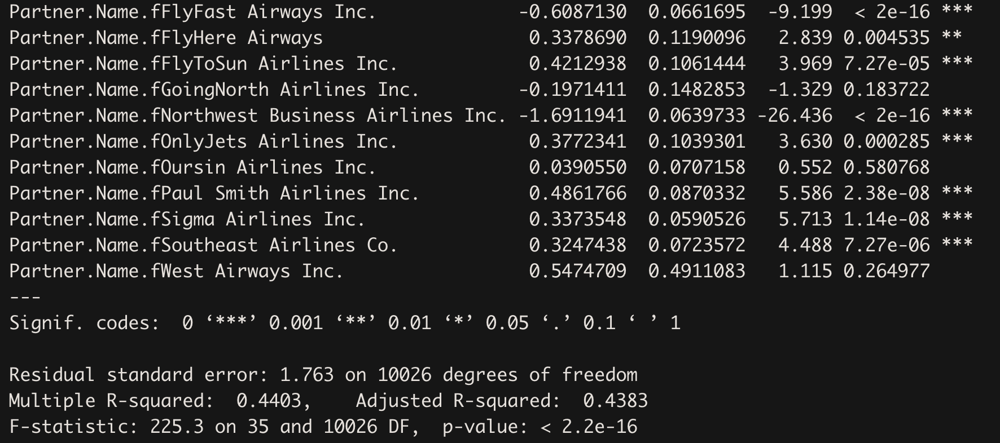 Partner.Name.fFlyFast Airways Inc.             -0.6087130  0.0661695  -9.199  < 2e-16 ***
Partner.Name.fFlyHere Airways                   0.3378690  0.1190096   2.839 0.004535 **
Partner.Name.fFlyToSun Airlines Inc.            0.4212938  0.1061444   3.969 7.27e-05 ***
Partner.Name.fGoingNorth Airlines Inc.         -0.1971411  0.1482853  -1.329 0.183722
Partner.Name.fNorthwest Business Airlines Inc. -1.6911941  0.0639733 -26.436  < 2e-16 ***
Partner.Name.fOnlyJets Airlines Inc.            0.3772341  0.1039301   3.630 0.000285 ***
Partner.Name.fOursin Airlines Inc.              0.0390550  0.0707158   0.552 0.580768
Partner.Name.fPaul Smith Airlines Inc.          0.4861766  0.0870332   5.586 2.38e-08 ***
Partner.Name.fSigma Airlines Inc.               0.3373548  0.0590526   5.713 1.14e-08 ***
Partner.Name.fSoutheast Airlines Co.            0.3247438  0.0723572   4.488 7.27e-06 ***
Partner.Name.fWest Airways Inc.                 0.5474709  0.4911083   1.115 0.264977
---
Signif. codes:  0 ‘***’ 0.001 ‘**’ 0.01 ‘*’ 0.05 ‘.’ 0.1 ‘ ’ 1
Residual standard error: 1.763 on 10026 degrees of freedom
Multiple R-squared:  0.4403,    Adjusted R-squared:  0.4383
F-statistic: 225.3 on 35 and 10026 DF,  p-value: < 2.2e-16